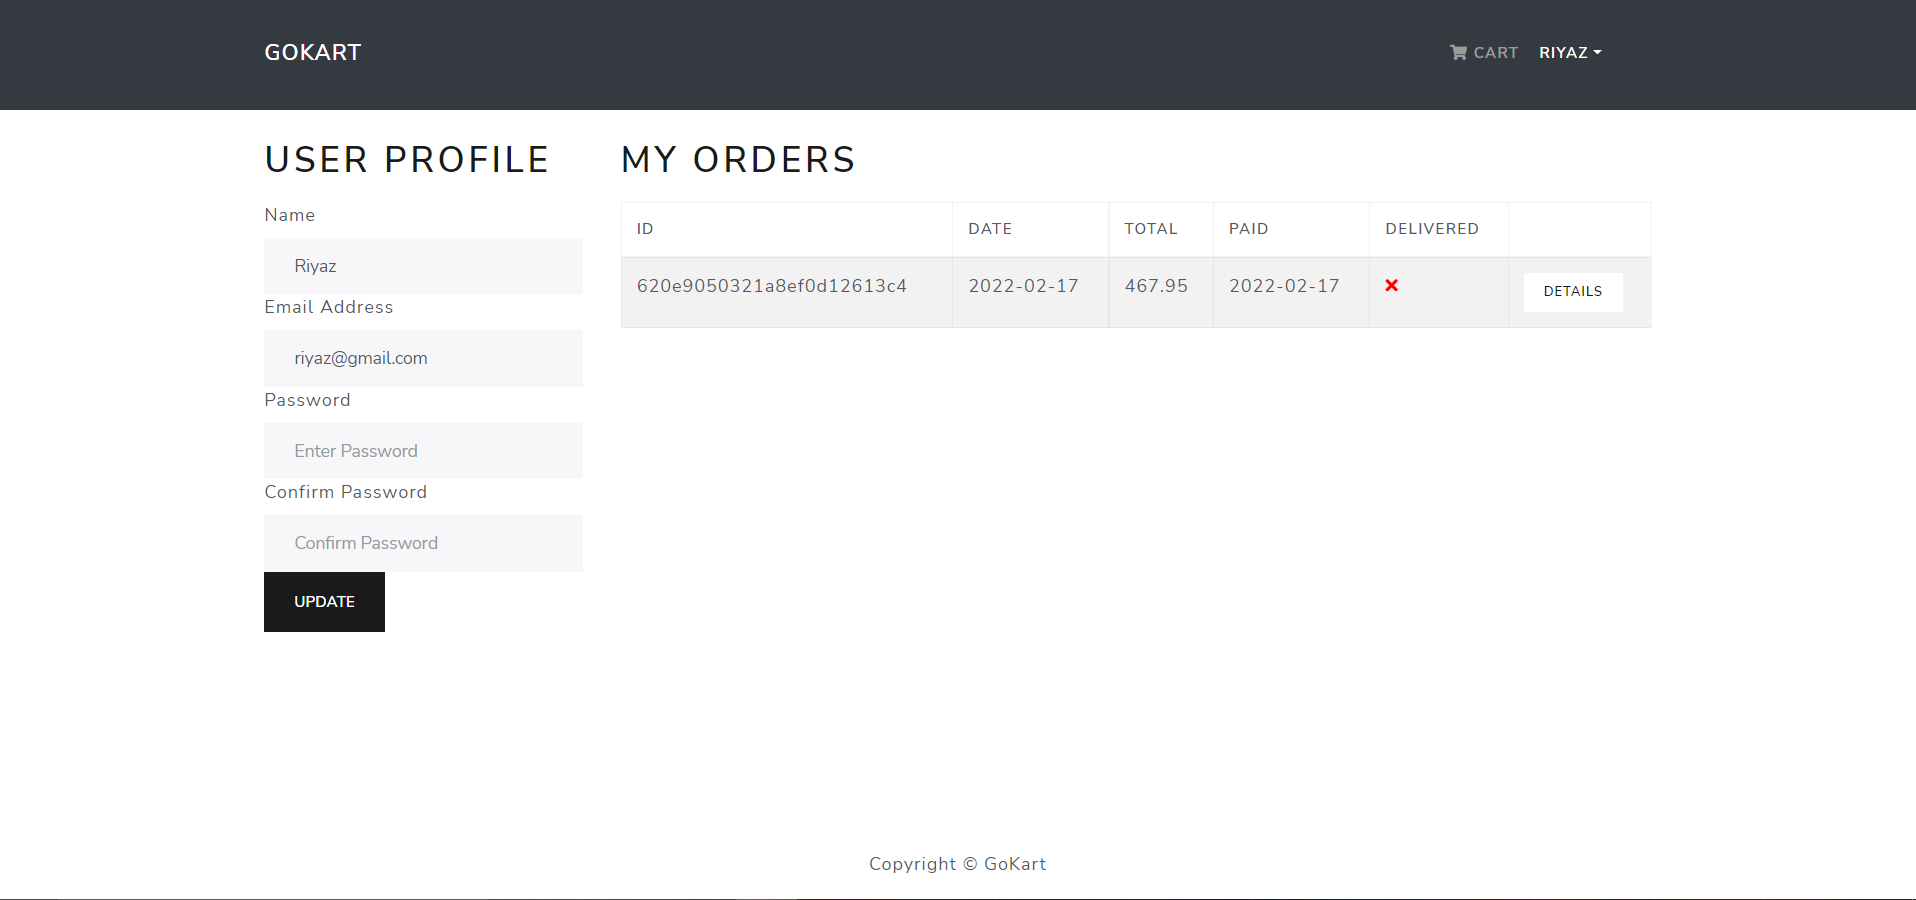 GOKART
CART RIYAZ
USER PROFILE
Name
Riyaz
Email Address
riyaz@gmail.com
Password
Enter Password
Confirm Password
Confirm Password
UPDATE
MY ORDERS
ID DATE TOTAL PAID DELIVERED
620e9050321a8ef0d12613c4 2022-02-17 467.95 2022-02-17 DETAILS
Copyright © GoKart